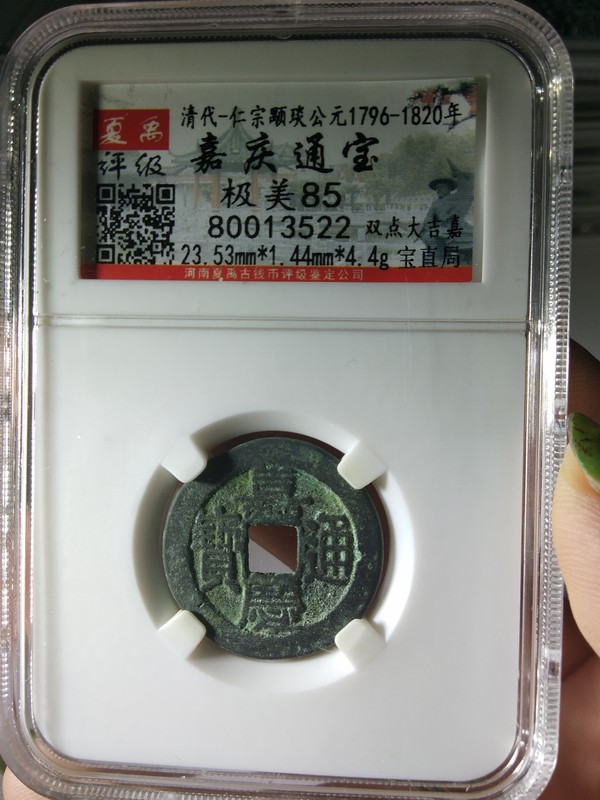 清代-仁宗颙琰公元1796-1820年
夏禹
评级
嘉庆通宝
极美85
80013522 双点大吉嘉
23.53mm*1.44mm*4.4g 宝直局
河南夏禹古钱币评级鉴定公司
嘉
寶 通
慶